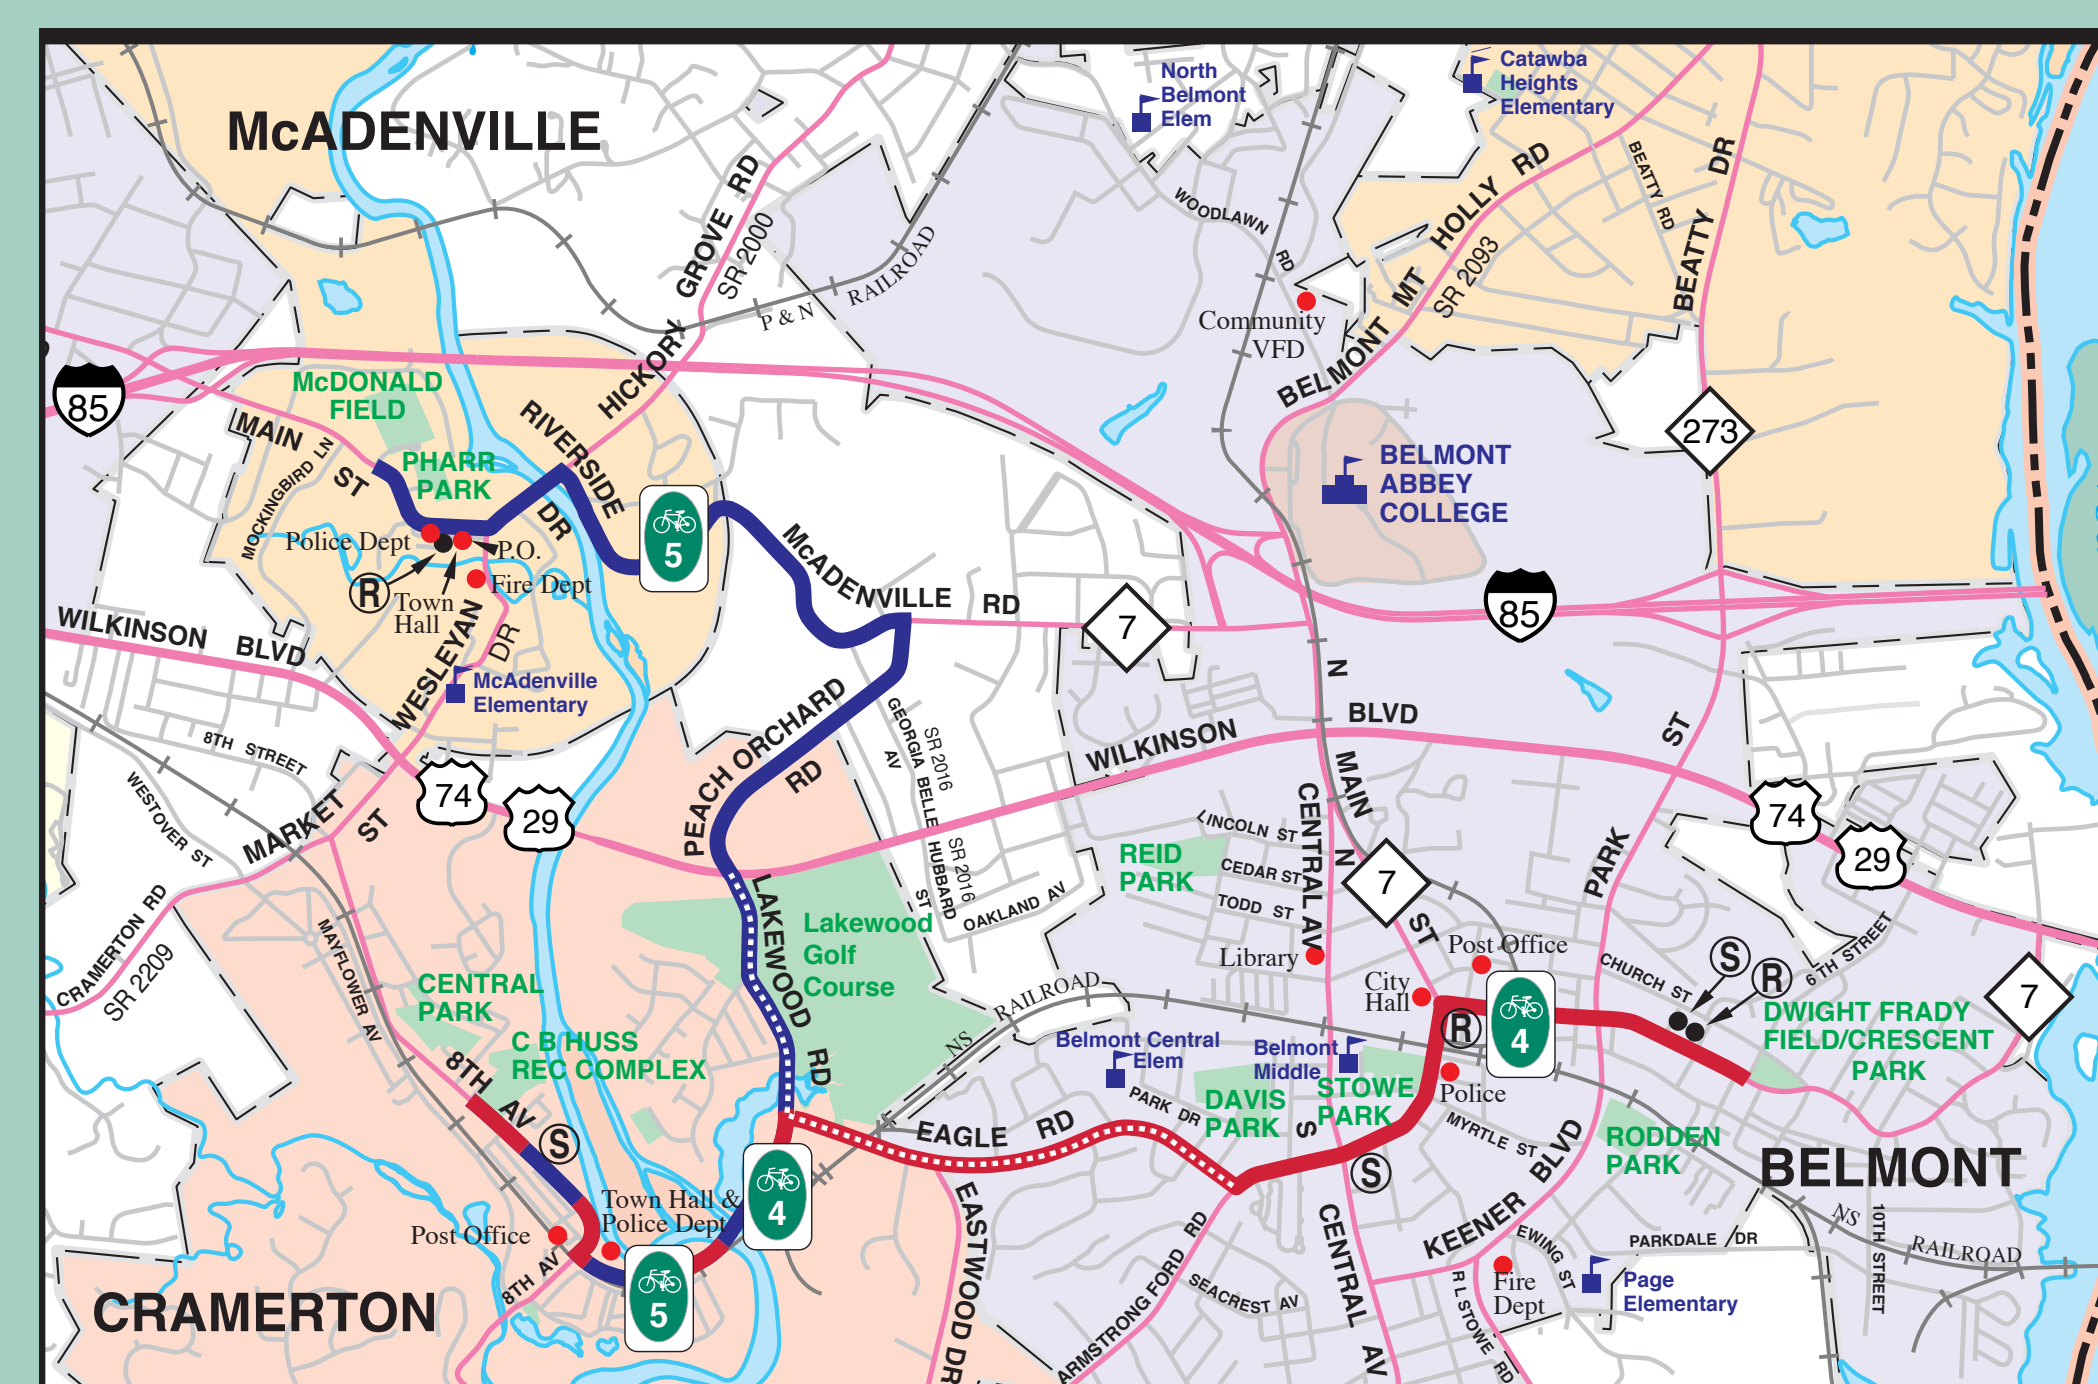 North
Belmont
Elem
Catawba
Heights
Elementary
McADENVILLE
HICKORY GROVE RD
SR 2000
P & N RAILROAD
WOODLAWN RD
BELMONT MT HOLLY RD
SR 2093
BEATTY RD
BEATTY DR
Community
VFD
85
McDONALD
FIELD
MAIN ST
MOCKINGBIRD LN
PHARR
PARK
RIVERSIDE DR
5
273
BELMONT
ABBEY
COLLEGE
Police Dept
P.O.
R
Town
Hall
Fire Dept
McADENVILLE RD
7
85
WILKINSON BLVD
WESLEYAN DR
McAdenville
Elementary
8TH STREET
WESTOVER ST
MARKET ST
74
29
PEACH ORCHARD RD
GEORGIA BELLE AV
SR 2016
HUBBARD ST
SR 2016
OAKLAND AV
WILKINSON BLVD
N MAIN ST
N
CENTRAL AV
PARK ST
74
29
LINCOLN ST
CEDAR ST
TODD ST
REID
PARK
7
Library
Post Office
City
Hall
CHURCH ST
S
R
6TH STREET
7
DWIGHT FRADY
FIELD/CRESCENT
PARK
CRAMERTON RD
SR 2209
MAYFLOWER AV
CENTRAL
PARK
C B HUSS
REC COMPLEX
LAKEWOOD RD
Lakewood
Golf
Course
NS RAILROAD
Belmont Central
Elem
Belmont
Middle
R
4
STOWE
PARK
DAVIS
PARK
PARK DR
Police
MYRTLE ST
RODDEN
PARK
8TH AV
S
EAGLE RD
S
S
KEENER BLVD
BELMONT
4
Town Hall &
Police Dept
Post Office
8TH AV
5
CRAMERTON
EASTWOOD DR
ARMSTRONG FORD RD
SEACREST AV
CENTRAL AV
R L STOWE RD
Fire
Dept
EWING ST
Page
Elementary
PARKDALE DR
10TH STREET
NS RAILROAD